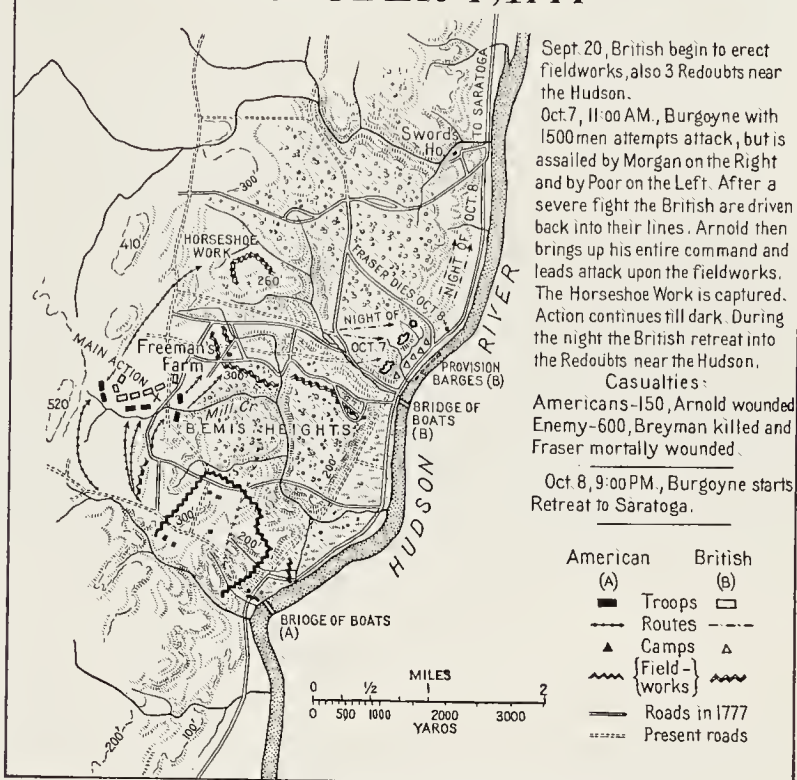 TO SARATOGA
Swords
Ho.
300'
410'
HORSESHOE
WORK
260'
FRASER DIES OCT. 8
NIGHT OF OCT. 8
NIGHT OF
OCT. 7
MAIN ACTION
Freeman's
Farm
300'
520'
Mill Cr.
BEMIS HEIGHTS
200'
PROVISION
BARGES (B)
BRIDGE OF
BOATS
(B)
HUDSON RIVER
300'
200'
BRIOGE OF BOATS
(A)
200'
100'
MILES
0 1/2 1 2
0 500 1000 2000 3000
YAROS
Sept. 20, British begin to erect
fieldworks, also 3 Redoubts near
the Hudson.
Oct. 7, 11:00 A.M., Burgoyne with
1500 men attempts attack, but is
assailed by Morgan on the Right
and by Poor on the Left. After a
severe fight the British are driven
back into their lines. Arnold then
brings up his entire command and
leads attack upon the fieldworks.
The Horseshoe Work is captured.
Action continues till dark. During
the night the British retreat into
the Redoubts near the Hudson.
Casualties:
Americans-150, Arnold wounded
Enemy-600, Breyman killed and
Fraser mortally wounded.
Oct. 8, 9:00 P.M., Burgoyne starts
Retreat to Saratoga.
American British
(A) (B)
Troops
Routes
Camps
{Field-
works}
Roads in 1777
Present roads